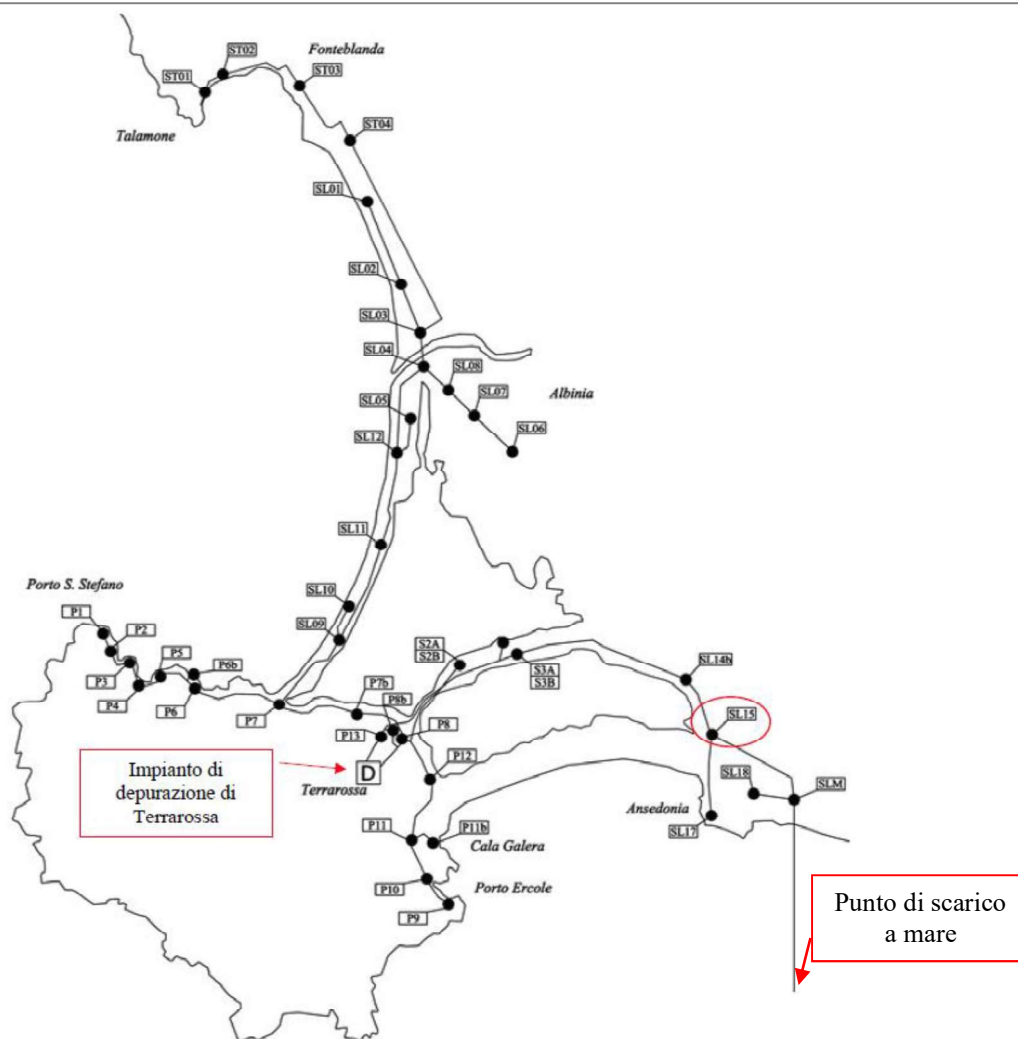 ST02
Fonteblanda
ST01
ST03
Talamone
ST04
SL01
SL02
SL03
SL04
SL08
SL07
Albinia
SL05
SL06
SL12
SL11
Porto S. Stefano
SL10
P1
SL09
P2
P5
P6b
S2A
S2B
S3A
S3B
SL14b
P3
P4
P6
P7
P7b
P8b
P8
SL15
P13
P12
D
Impianto di
depurazione di
Terrarossa
Terrarossa
SL18
SLM
Ansedonia
SL17
P11
P11b
Cala Galera
P10
Porto Ercole
P9
Punto di scarico
a mare